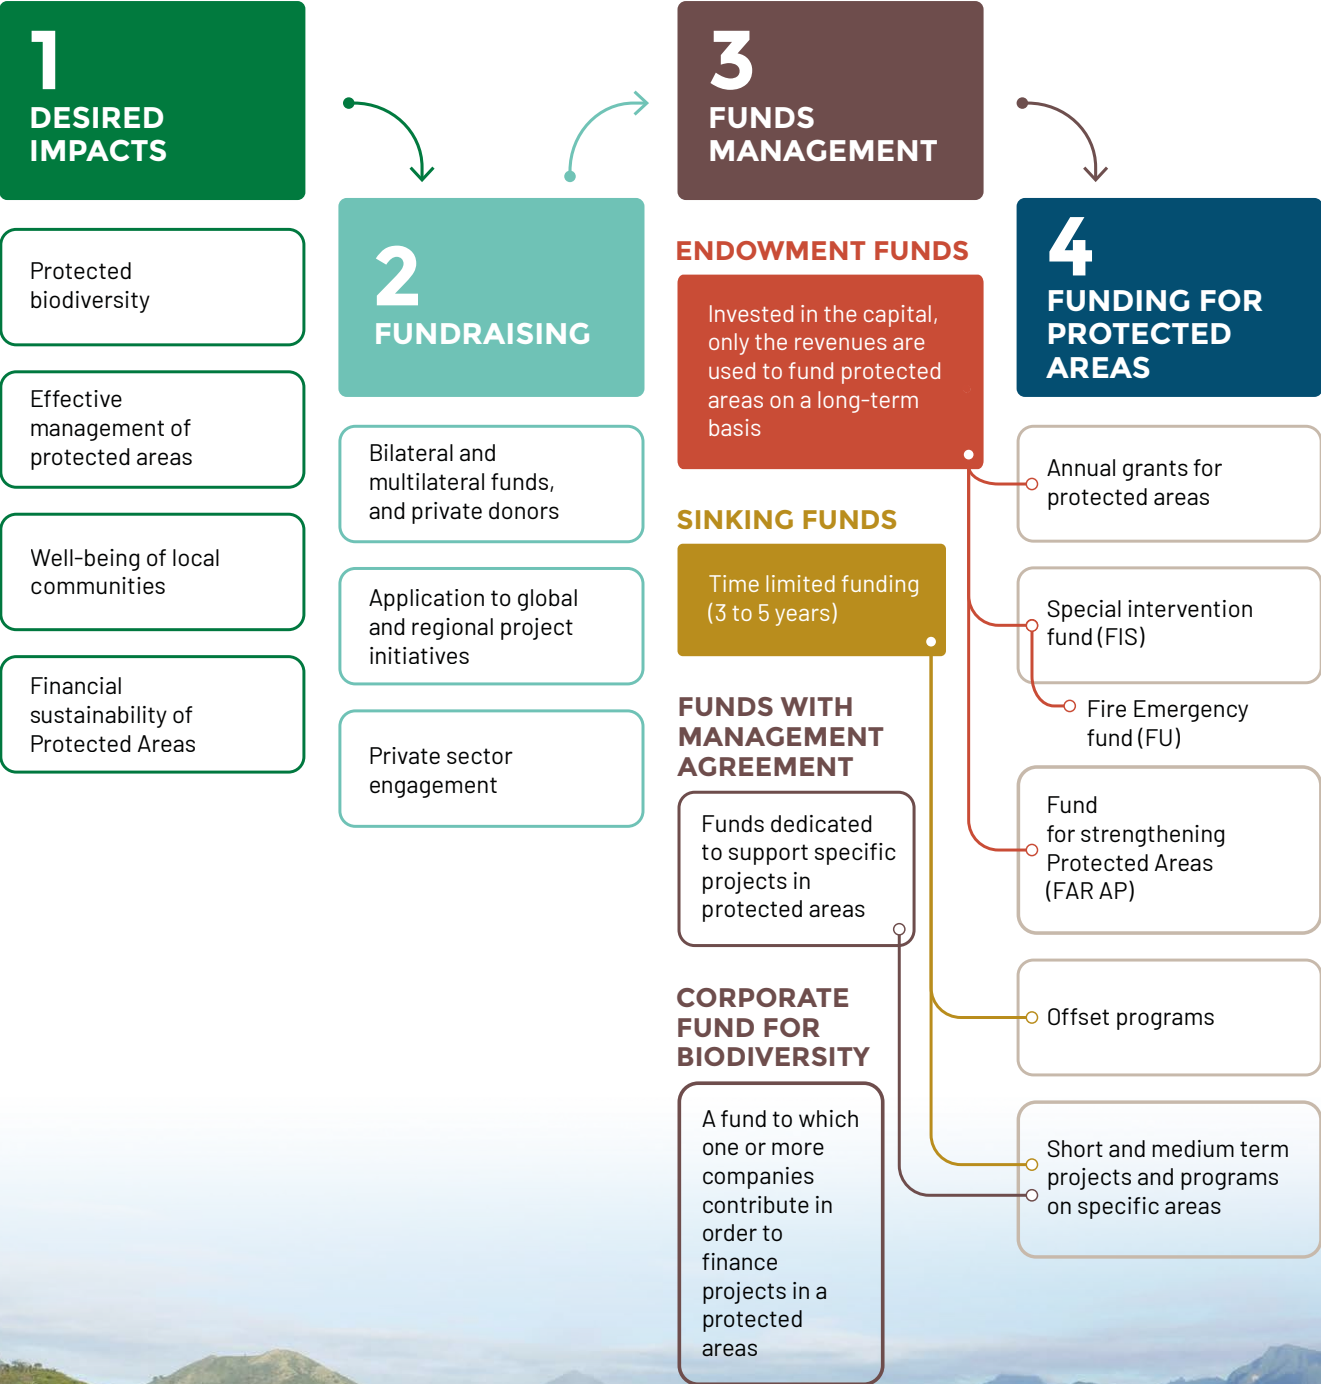 1
DESIRED
IMPACTS
Protected
biodiversity
Effective
management of
protected areas
Well-being of local
communities
Financial
sustainability of
Protected Areas
2
FUNDRAISING
Bilateral and
multilateral funds,
and private donors
Application to global
and regional project
initiatives
Private sector
engagement
3
FUNDS
MANAGEMENT
ENDOWMENT FUNDS
Invested in the capital,
only the revenues are
used to fund protected
areas on a long-term
basis
SINKING FUNDS
Time limited funding
(3 to 5 years)
FUNDS WITH
MANAGEMENT
AGREEMENT
Funds dedicated
to support specific
projects in
protected areas
CORPORATE
FUND FOR
BIODIVERSITY
A fund to which
one or more
companies
contribute in
order to
finance
projects in a
protected
areas
4
FUNDING FOR
PROTECTED
AREAS
Annual grants for
protected areas
Special intervention
fund (FIS)
Fire Emergency
fund (FU)
Fund
for strengthening
Protected Areas
(FAR AP)
Offset programs
Short and medium term
projects and programs
on specific areas